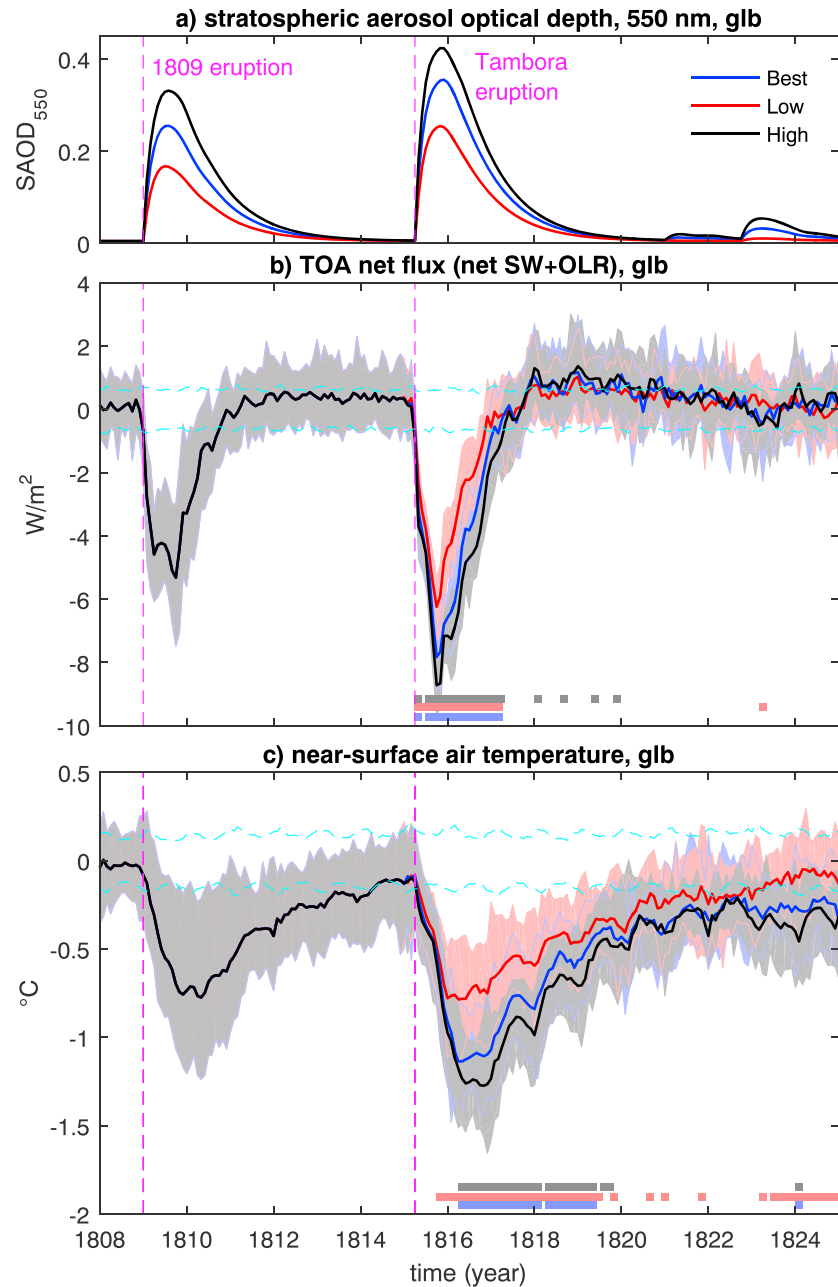 a) stratospheric aerosol optical depth, 550 nm, glb
0.4
0.2
0
SAOD550
1809 eruption
Tambora
eruption
Best
Low
High
b) TOA net flux (net SW+OLR), glb
4
2
0
-2
-4
-6
-8
-10
W/m²
c) near-surface air temperature, glb
0.5
0
-0.5
-1
-1.5
-2
°C
1808 1810 1812 1814 1816 1818 1820 1822 1824
time (year)